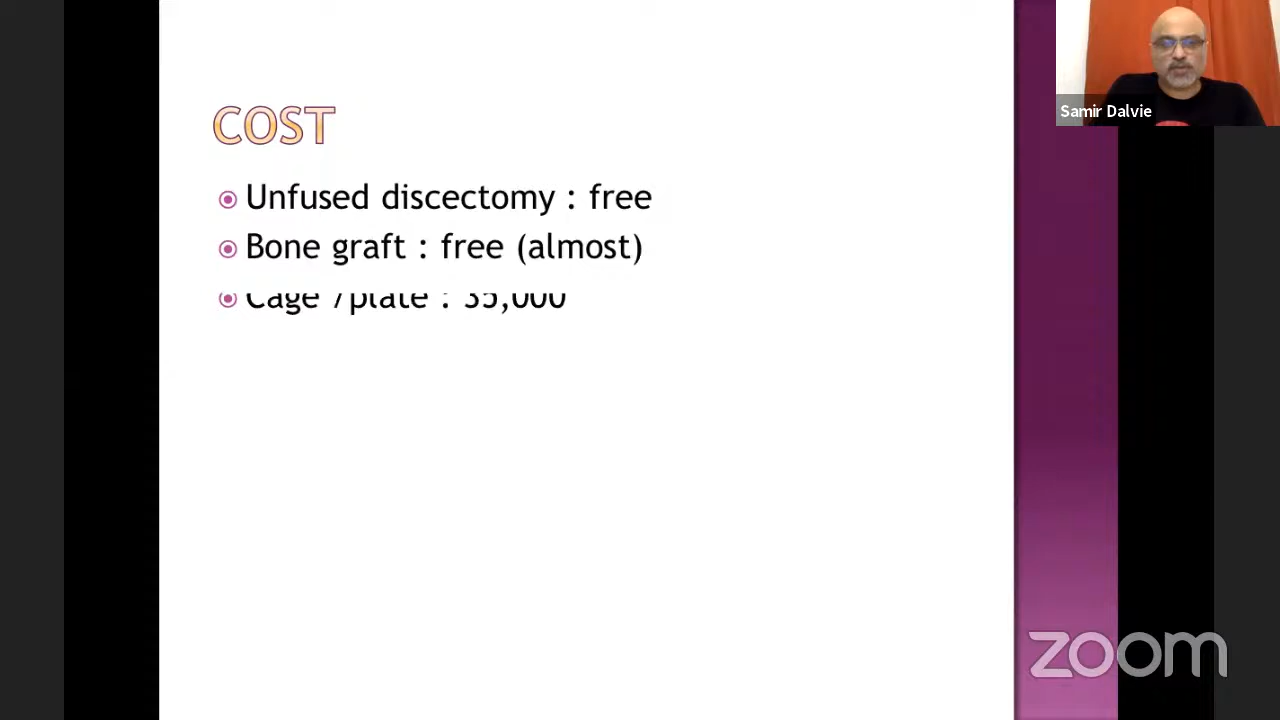 COST
Unfused discectomy : free
Bone graft : free (almost)
Cage /plate : 35,000
Samir Dalvie
zoom